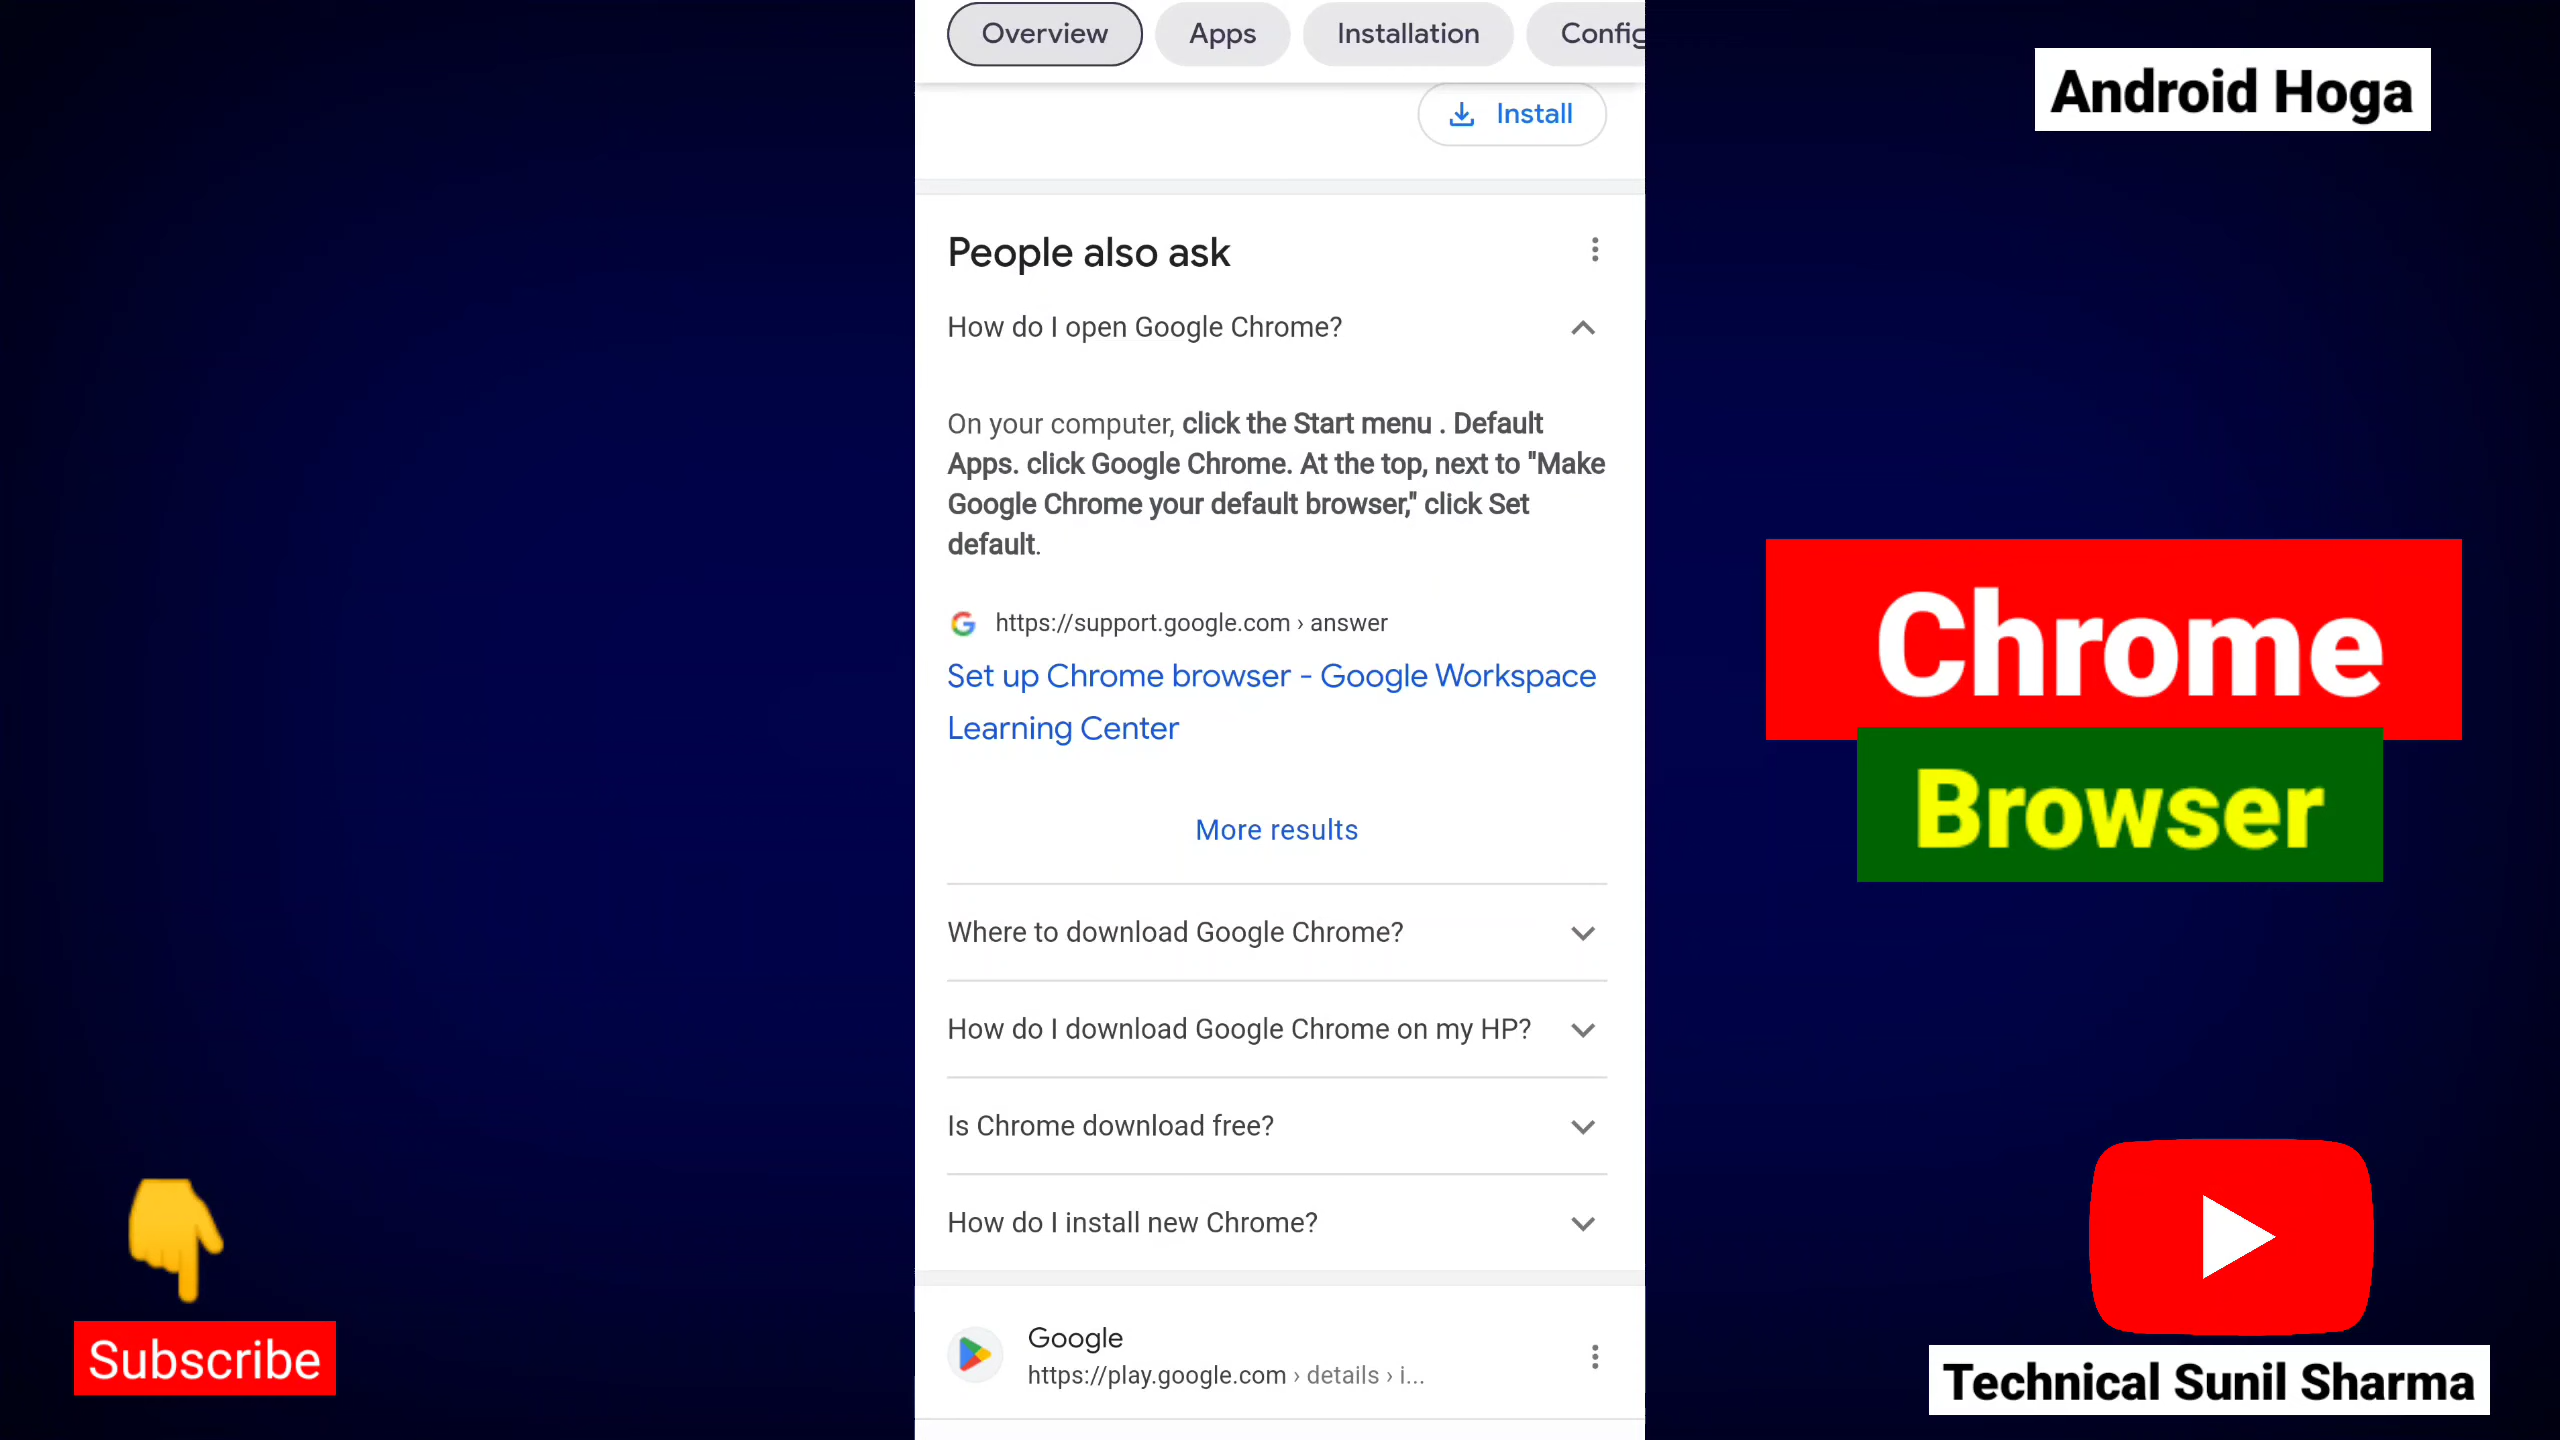 Overview Apps Installation Config
Install
People also ask
How do I open Google Chrome?
On your computer, click the Start menu . Default
Apps. click Google Chrome. At the top, next to "Make
Google Chrome your default browser," click Set
default.
https://support.google.com › answer
Set up Chrome browser - Google Workspace
Learning Center
More results
Where to download Google Chrome?
How do I download Google Chrome on my HP?
Is Chrome download free?
How do I install new Chrome?
Google
https://play.google.com › details › i...
Android Hoga
Chrome
Browser
Subscribe
Technical Sunil Sharma